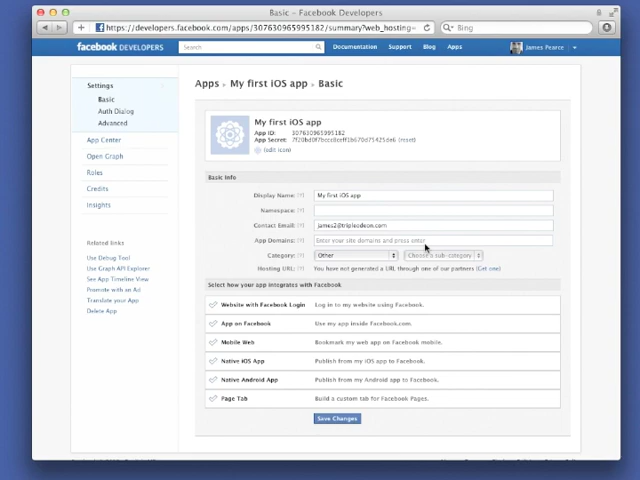 Basic – Facebook Developers
https://developers.facebook.com/apps/307630965995182/summary?web_hosting=
Bing
facebook DEVELOPERS
Search
Documentation Support Blog Apps
James Pearce
Settings
Basic
Auth Dialog
Advanced
App Center
Open Graph
Roles
Credits
Insights
Related links
Use Debug Tool
Use Graph API Explorer
See App Timeline View
Promote with an Ad
Translate your App
Delete App
Apps ▸ My first iOS app ▸ Basic
My first iOS app
App ID: 307630965995182
App Secret: (reset)
(edit icon)
Basic Info
Display Name: [?] My first iOS app
Namespace: [?]
Contact Email: [?] james2@tripleodeon.com
App Domains: [?] Enter your site domains and press enter
Category: [?] Other Choose a sub-category
Hosting URL: [?] You have not generated a URL through one of our partners (Get one)
Select how your app integrates with Facebook
Website with Facebook Login Log in to my website using Facebook.
App on Facebook Use my app inside Facebook.com.
Mobile Web Bookmark my web app on Facebook mobile.
Native iOS App Publish from my iOS app to Facebook.
Native Android App Publish from my Android app to Facebook.
Page Tab Build a custom tab for Facebook Pages.
Save Changes